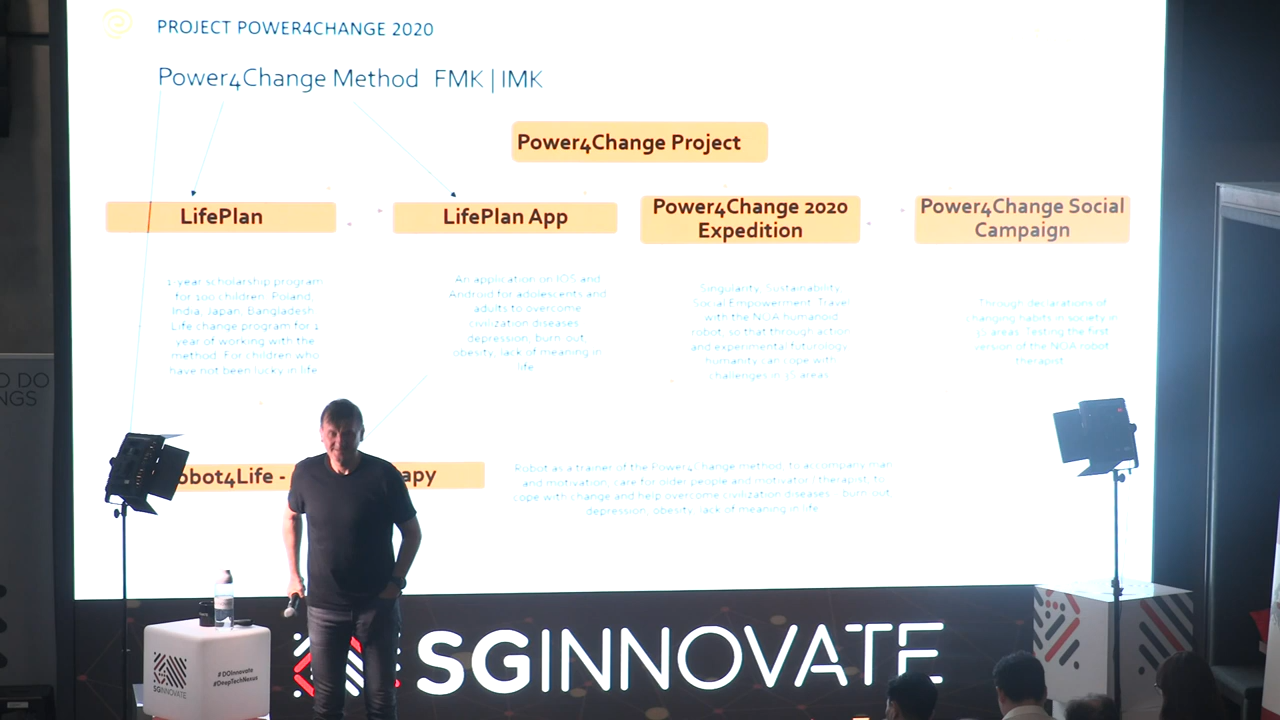 PROJECT POWER4CHANGE 2020
Power4Change Method FMK | IMK
Power4Change Project
LifePlan
LifePlan App
Power4Change 2020
Expedition
Power4Change Social
Campaign
1-year scholarship program
for 100 children. Poland,
India, Japan, Bangladesh.
Life change program for 1
year of working with the
method. For children who
have not been lucky in life
An application on IOS and
Android for adolescents and
adults to overcome
civilization diseases:
depression, burn out,
obesity, lack of meaning in
life.
Singularity, Sustainability,
Social Empowerment. Travel
with the NOA humanoid
robot, so that through action
and experimental futurology
humanity can cope with
challenges in 35 areas
Through declarations of
changing habits in society in
35 areas. Testing the first
version of the NOA robot
therapist.
obot4Life -
apy
Robot as a trainer of the Power4Change method, to accompany man
and motivation, care for older people and motivator / therapist, to
cope with change and help overcome civilization diseases: burn out,
depression, obesity, lack of meaning in life.
O DO
NGS
SGINNOVATE
SGINNOVATE
#DOInnovate
#DeepTechNexus